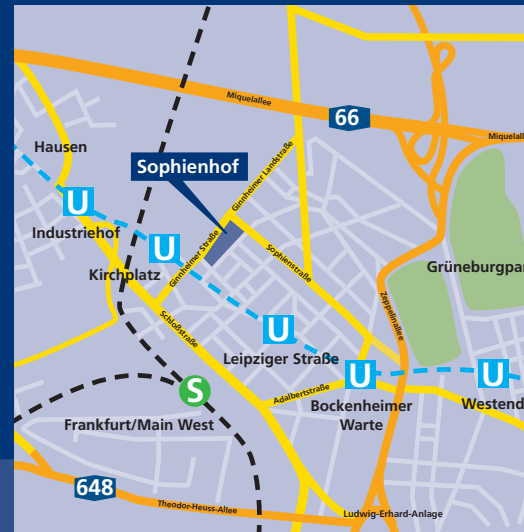 Miquelallee
66
Miquelallee
Hausen
Sophienhof
Ginnheimer Landstraße
U
Industriehof
U
Kirchplatz
Ginnheimer Straße
Sophienstraße
Grüneburgpar
Zeppelinallee
Schloßstraße
U
Leipziger Straße
U
Bockenheimer
Warte
U
Westend
Adalbertstraße
S
Frankfurt/Main West
648
Theodor-Heuss-Allee
Ludwig-Erhard-Anlage